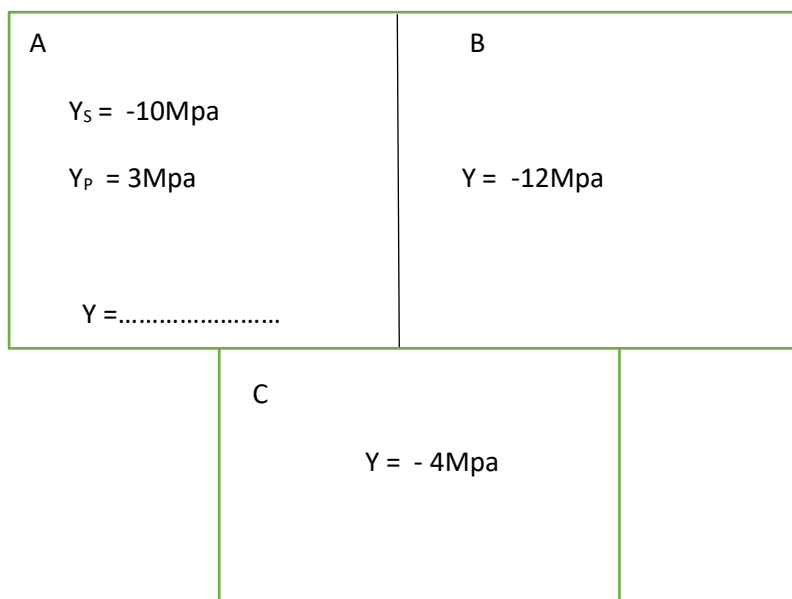 A
B
Yₛ = -10Mpa
Yₚ = 3Mpa
Y = -12Mpa
Y =........................
C
Y = - 4Mpa